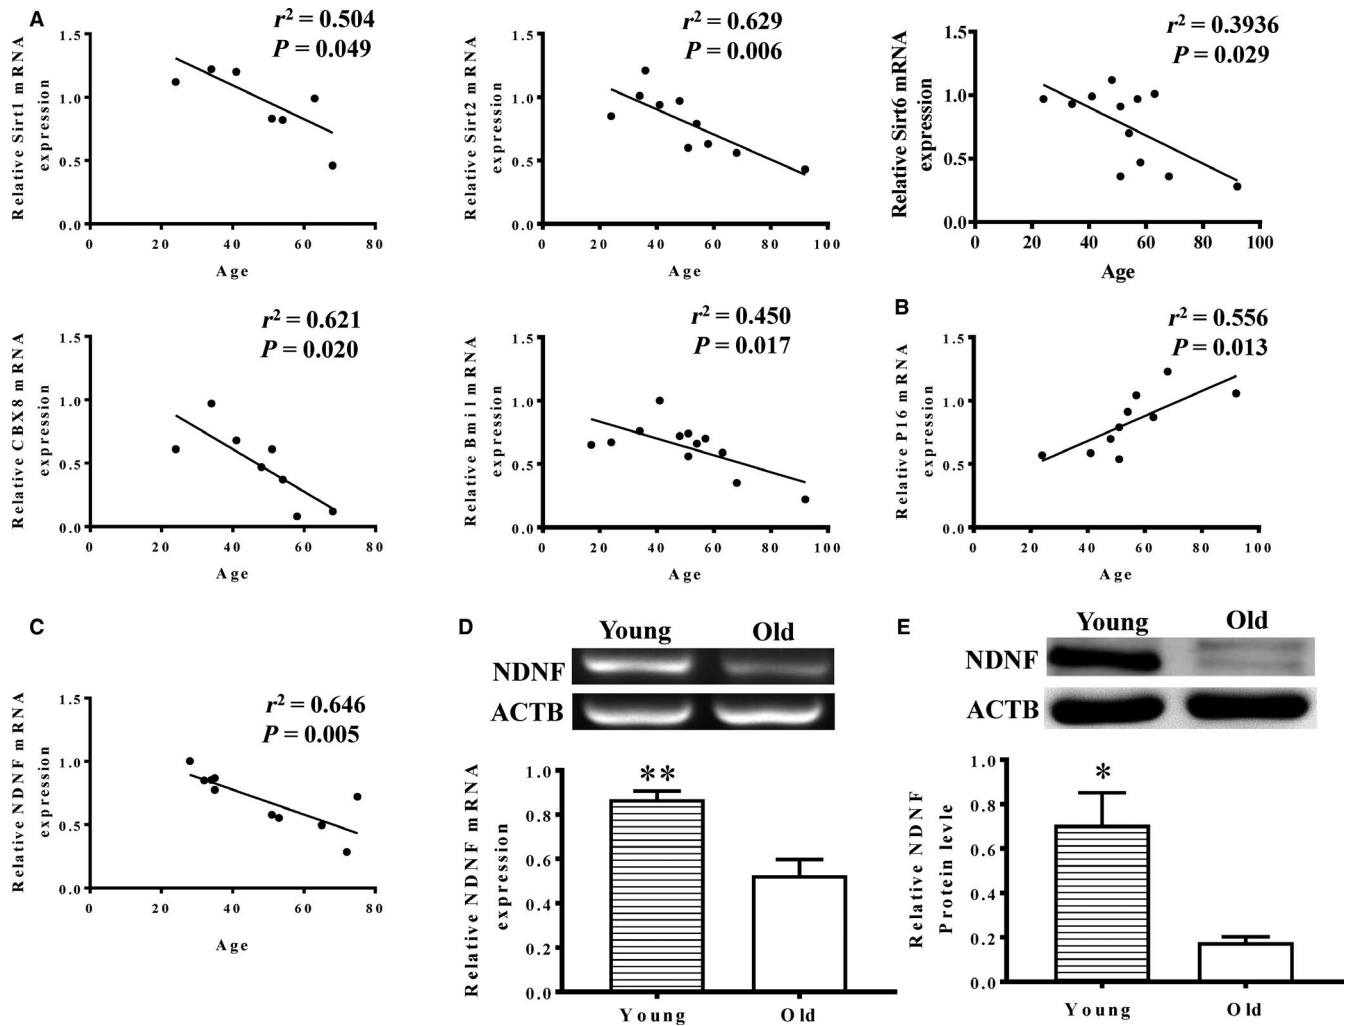 A
r² = 0.504
P = 0.049
Relative Sirt1 mRNA
expression
1.5
1.0
0.5
0.0
0 20 40 60 80
Age
r² = 0.629
P = 0.006
Relative Sirt2 mRNA
expression
1.5
1.0
0.5
0.0
0 20 40 60 80 100
Age
r² = 0.3936
P = 0.029
Relative Sirt6 mRNA
expression
1.5
1.0
0.5
0.0
0 20 40 60 80 100
Age
r² = 0.621
P = 0.020
Relative CBX8 mRNA
expression
1.5
1.0
0.5
0.0
0 20 40 60 80
Age
r² = 0.450
P = 0.017
Relative Bmi1 mRNA
expression
1.5
1.0
0.5
0.0
0 20 40 60 80 100
Age
B
r² = 0.556
P = 0.013
Relative P16 mRNA
expression
1.5
1.0
0.5
0.0
0 20 40 60 80 100
Age
C
r² = 0.646
P = 0.005
Relative NDNF mRNA
expression
1.5
1.0
0.5
0.0
0 20 40 60 80
Age
D
Young Old
NDNF
ACTB
Relative NDNF mRNA
expression
1.0
0.8
0.6
0.4
0.2
0.0
**
Young Old
E
Young Old
NDNF
ACTB
Relative NDNF
Protein levle
1.0
0.8
0.6
0.4
0.2
0.0
*
Young Old